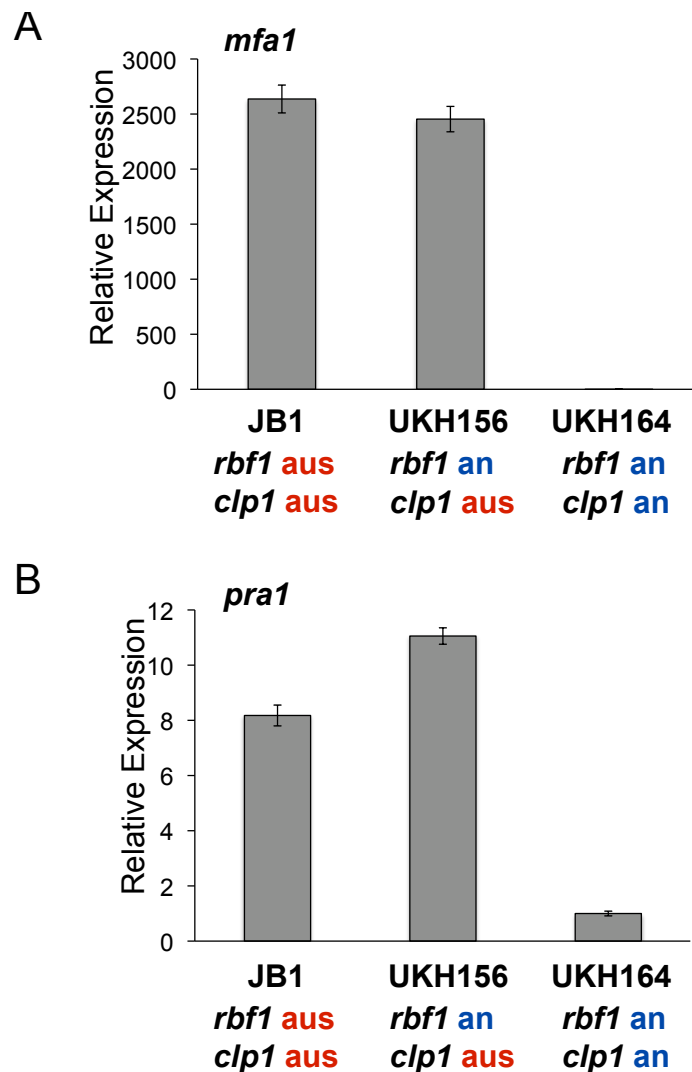 A
mfa1
Relative Expression
3000
2500
2000
1500
1000
500
0
JB1 UKH156 UKH164
rbf1 aus rbf1 an rbf1 an
clp1 aus clp1 aus clp1 an
B
pra1
Relative Expression
12
10
8
6
4
2
0
JB1 UKH156 UKH164
rbf1 aus rbf1 an rbf1 an
clp1 aus clp1 aus clp1 an